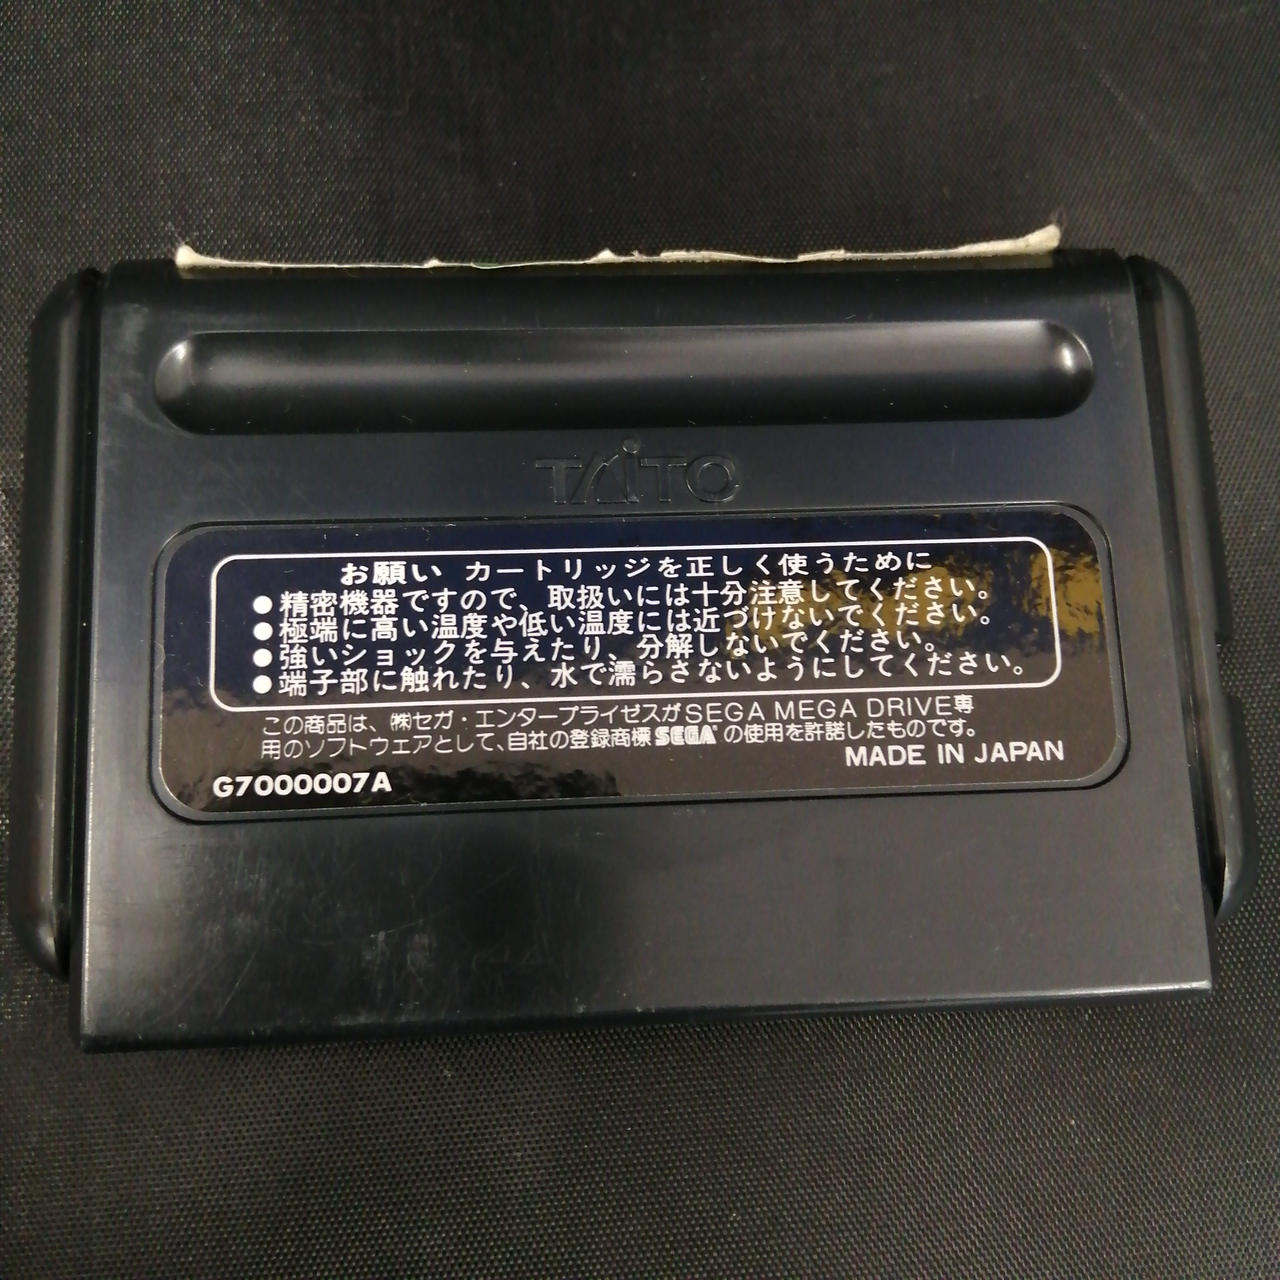 TAiTO
お願い カートリッジを正しく使うために
●精密機器ですので、取扱いには十分注意してください。
●極端に高い温度や低い温度には近づけないでください。
●強いショックを与えたり、分解しないでください。
●端子部に触れたり、水で濡らさないようにしてください。
この商品は、㈱セガ・エンタープライゼスがSEGA MEGA DRIVE専
用のソフトウェアとして、自社の登録商標SEGAの使用を許諾したものです。
MADE IN JAPAN
G7000007A